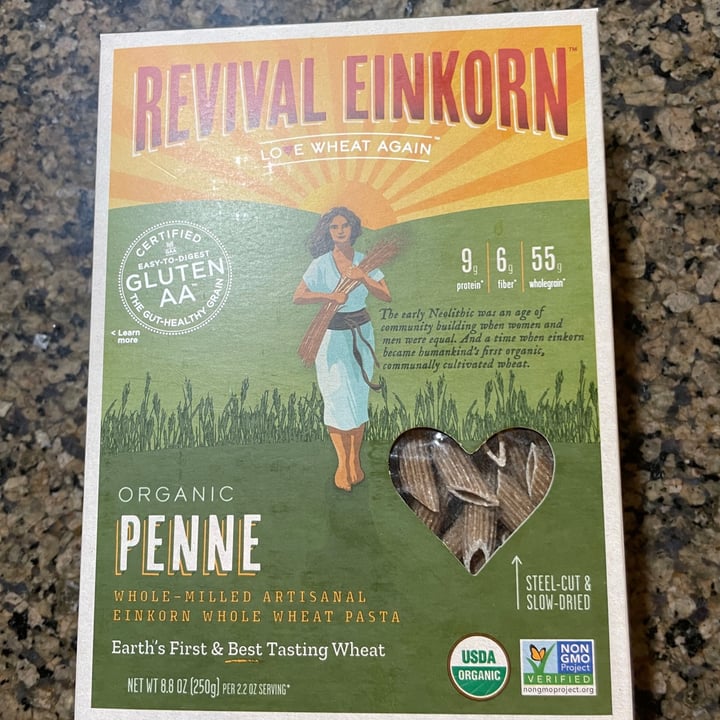 REVIVAL EINKORN™
LOVE WHEAT AGAIN™
CERTIFIED
EASY-TO-DIGEST
GLUTEN
AA™
THE GUT-HEALTHY GRAIN
< Learn
more
9g protein* 6g fiber* 55g wholegrain*
The early Neolithic was an age of
community building when women and
men were equal. And a time when einkorn
became humankind's first organic,
communally cultivated wheat.
ORGANIC
PENNE
WHOLE-MILLED ARTISANAL
EINKORN WHOLE WHEAT PASTA
STEEL-CUT &
SLOW-DRIED
Earth's First & Best Tasting Wheat
NET WT 8.8 OZ (250g) PER 2.2 OZ SERVING*
USDA
ORGANIC
NON
GMO
Project
VERIFIED
nongmoproject.org